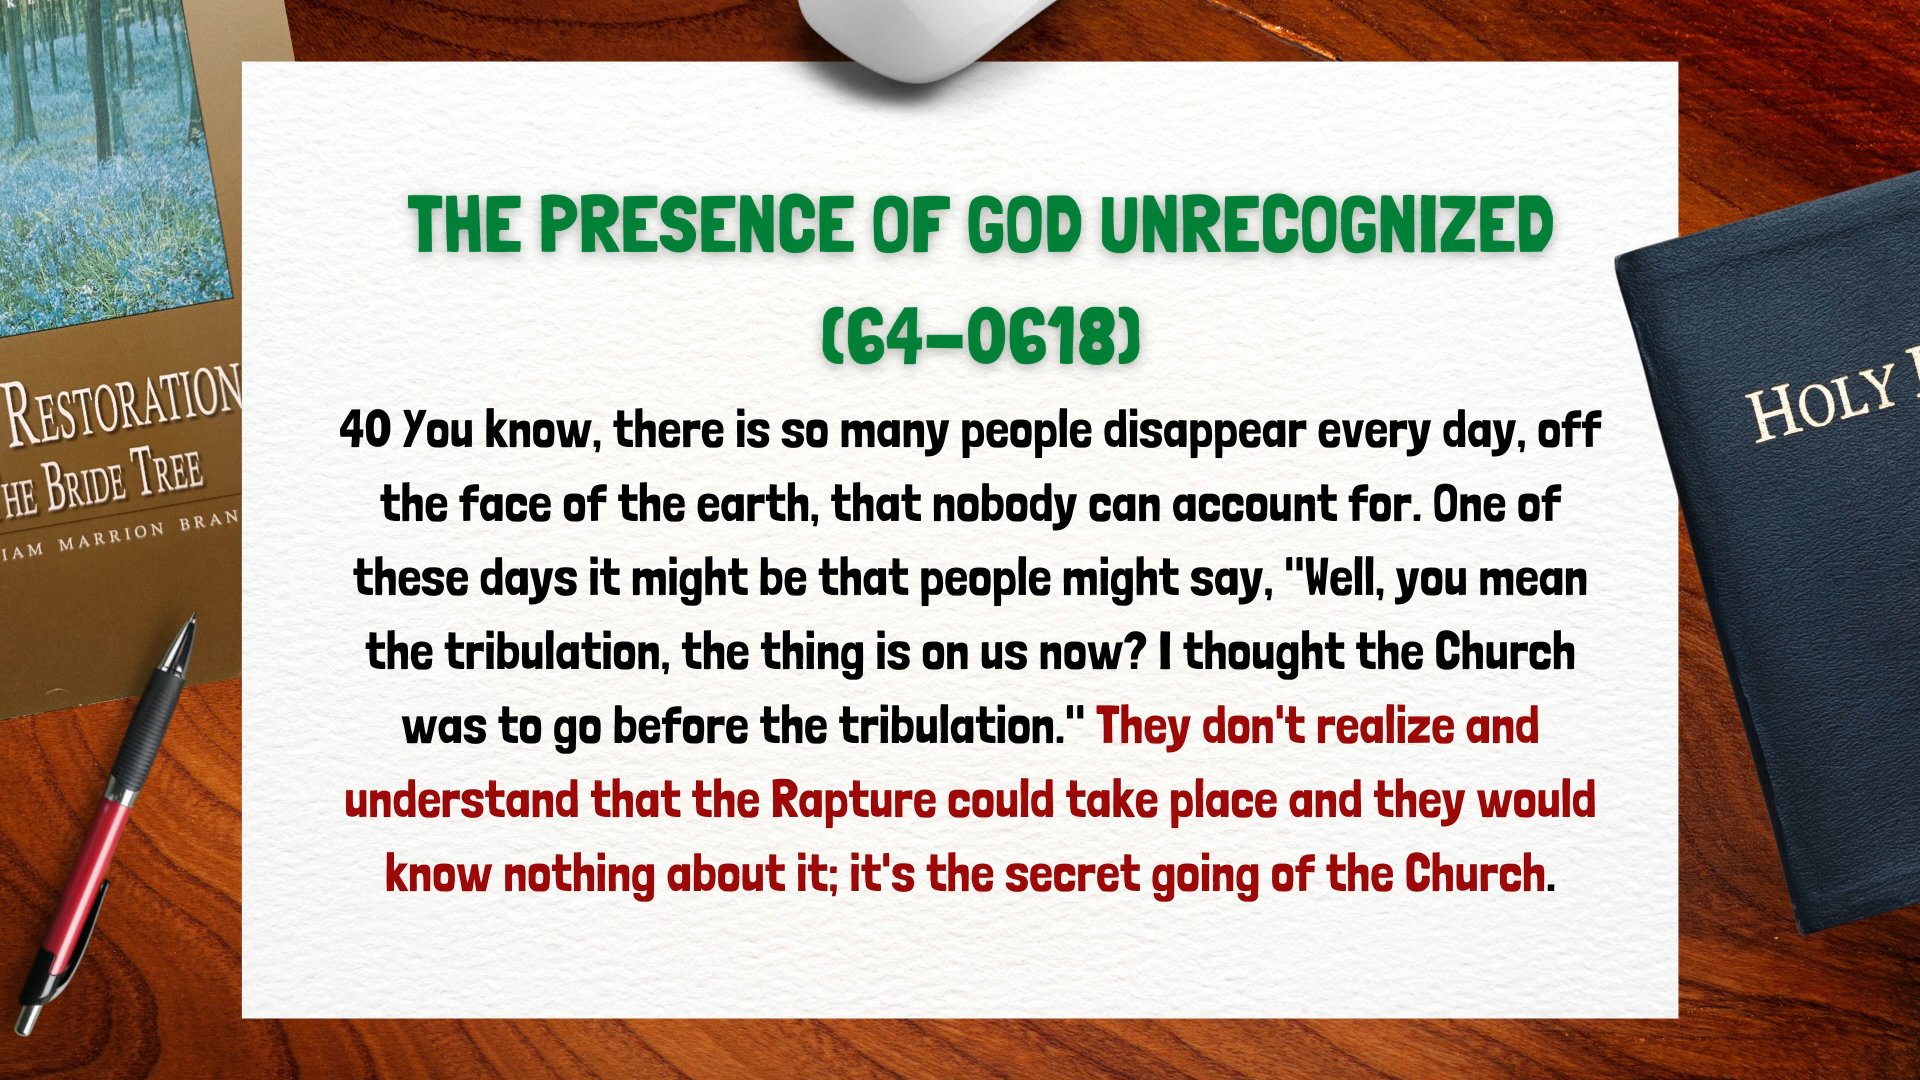 THE PRESENCE OF GOD UNRECOGNIZED
(64-0618)
40 You know, there is so many people disappear every day, off
the face of the earth, that nobody can account for. One of
these days it might be that people might say, "Well, you mean
the tribulation, the thing is on us now? I thought the Church
was to go before the tribulation." They don't realize and
understand that the Rapture could take place and they would
know nothing about it; it's the secret going of the Church.
RESTORATION
THE BRIDE TREE
MARRION
HOLY